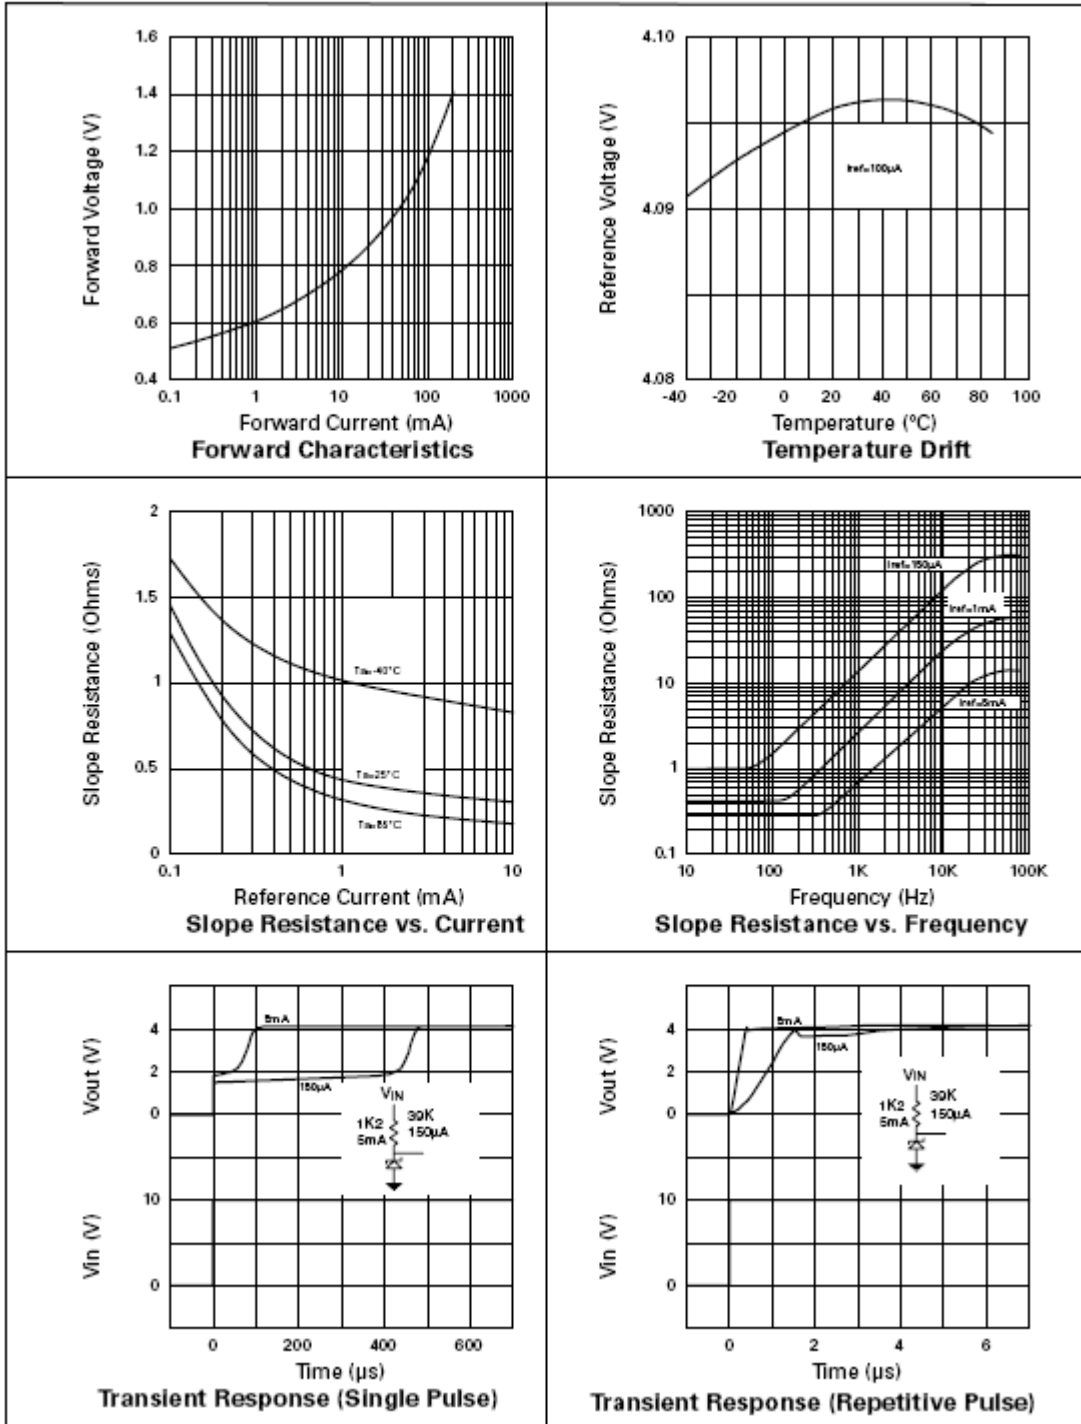 1.6
1.4
1.2
1.0
0.8
0.6
0.4
Forward Voltage (V)
0.1 1 10 100 1000
Forward Current (mA)
Forward Characteristics
4.10
4.09
4.08
Reference Voltage (V)
Iref=100µA
-40 -20 0 20 40 60 80 100
Temperature (ºC)
Temperature Drift
2
1.5
1
0.5
0
Slope Resistance (Ohms)
Ta=-40°C
Ta=25°C
Ta=85°C
0.1 1 10
Reference Current (mA)
Slope Resistance vs. Current
1000
100
10
1
0.1
Slope Resistance (Ohms)
Iref=150µA
Iref=1mA
Iref=5mA
10 100 1K 10K 100K
Frequency (Hz)
Slope Resistance vs. Frequency
4
2
0
Vout (V)
5mA
150µA
VIN
1K2 39K
5mA 150µA
10
0
Vin (V)
0 200 400 600
Time (µs)
Transient Response (Single Pulse)
4
2
0
Vout (V)
5mA
150µA
VIN
1K2 39K
5mA 150µA
10
0
Vin (V)
0 2 4 6
Time (µs)
Transient Response (Repetitive Pulse)